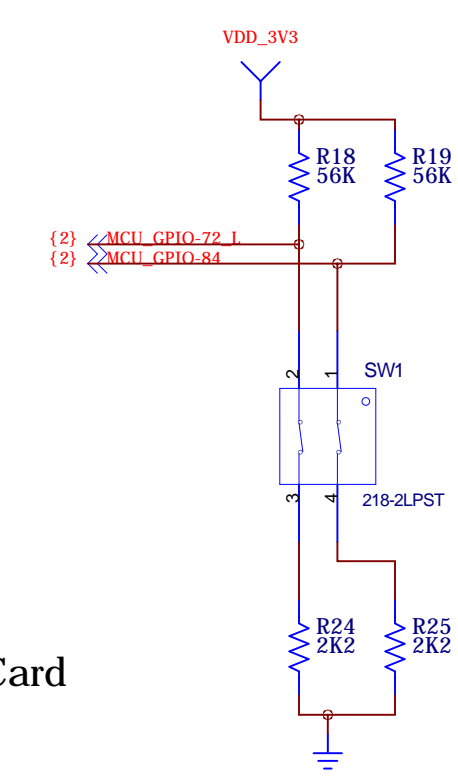 VDD_3V3
R18 R19
56K 56K
{2} MCU_GPIO-72_L
{2} MCU_GPIO-84
2 1 SW1
3 4 218-2LPST
R24 R25
2K2 2K2
Card